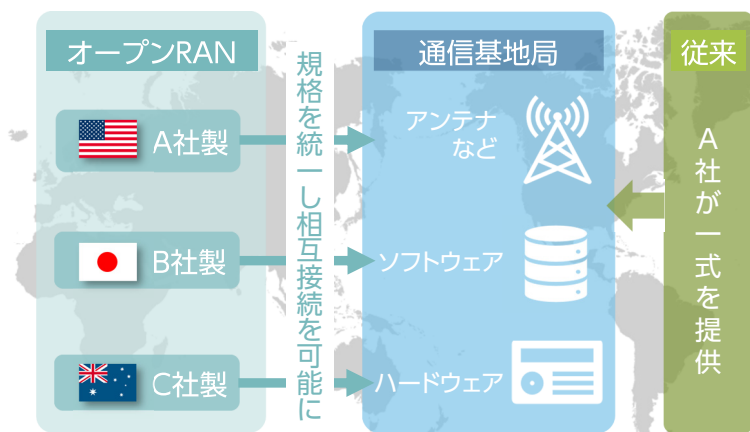 オープンRAN
A社製
B社製
C社製
規格を統一し相互接続を可能に
通信基地局
アンテナ
など
ソフトウェア
ハードウェア
従来
A社が一式を提供